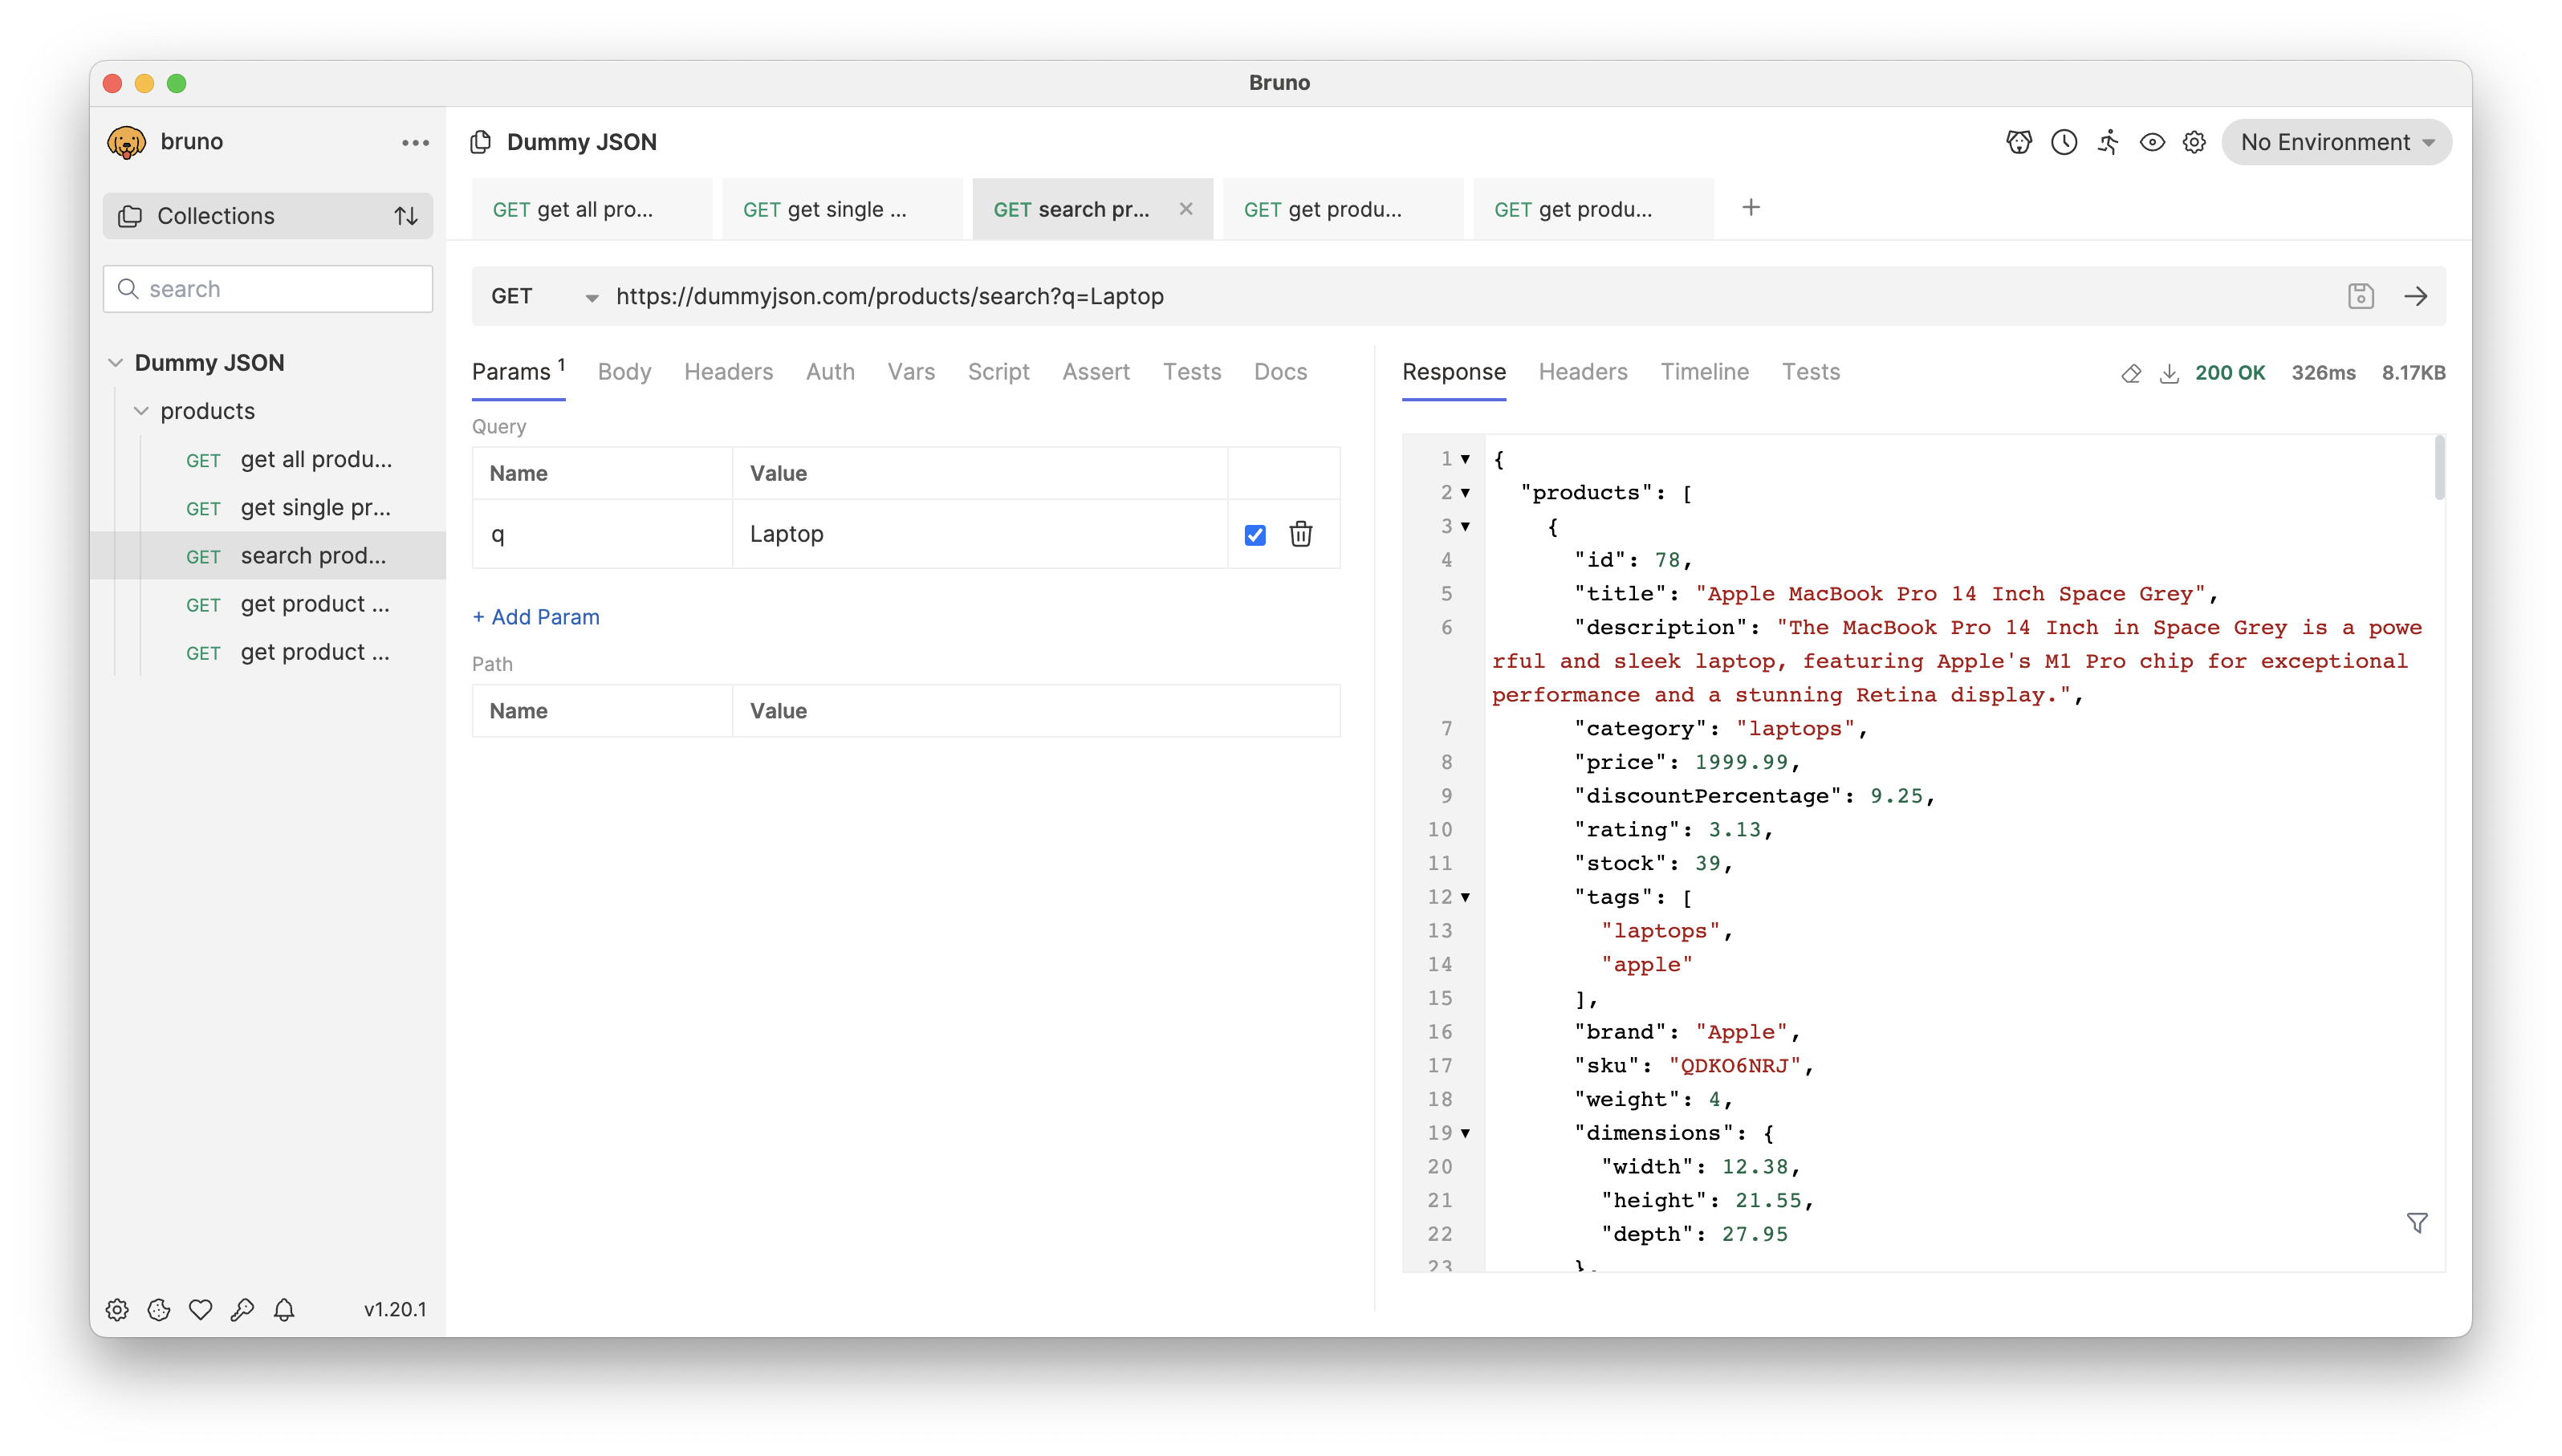 Bruno
bruno
Dummy JSON
No Environment
Collections
GET get all pro...
GET get single ...
GET search pr...
GET get produ...
GET get produ...
search
GET
https://dummyjson.com/products/search?q=Laptop
Dummy JSON
products
GET get all produ...
GET get single pr...
GET search prod...
GET get product ...
GET get product ...
v1.20.1
Params 1
Body
Headers
Auth
Vars
Script
Assert
Tests
Docs
Query
Name Value
q Laptop
+ Add Param
Path
Name Value
Response
Headers
Timeline
Tests
200 OK
326ms
8.17KB
1 {
2 "products": [
3 {
4 "id": 78,
5 "title": "Apple MacBook Pro 14 Inch Space Grey",
6 "description": "The MacBook Pro 14 Inch in Space Grey is a powe
rful and sleek laptop, featuring Apple's M1 Pro chip for exceptional
performance and a stunning Retina display.",
7 "category": "laptops",
8 "price": 1999.99,
9 "discountPercentage": 9.25,
10 "rating": 3.13,
11 "stock": 39,
12 "tags": [
13 "laptops",
14 "apple"
15 ],
16 "brand": "Apple",
17 "sku": "QDKO6NRJ",
18 "weight": 4,
19 "dimensions": {
20 "width": 12.38,
21 "height": 21.55,
22 "depth": 27.95
23 },